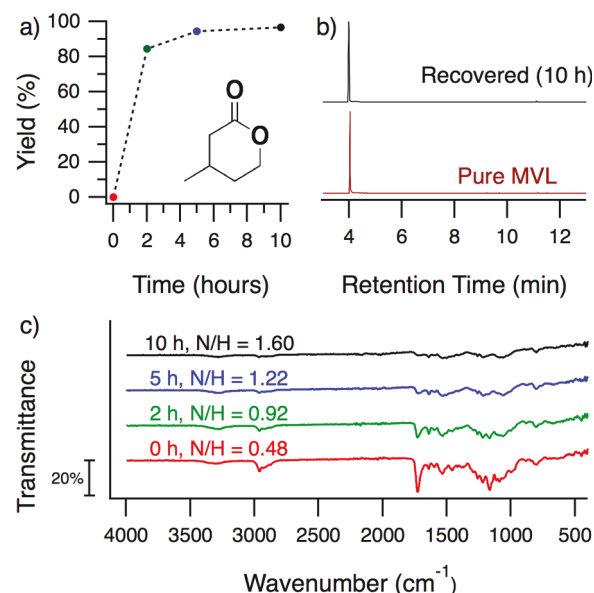 a)
Yield (%)
100
80
60
40
20
0
O
O
0 2 4 6 8 10
Time (hours)
b)
Recovered (10 h)
Pure MVL
4 6 8 10 12
Retention Time (min)
c)
Transmittance
20%
10 h, N/H = 1.60
5 h, N/H = 1.22
2 h, N/H = 0.92
0 h, N/H = 0.48
4000 3500 3000 2500 2000 1500 1000 500
Wavenumber (cm⁻¹)